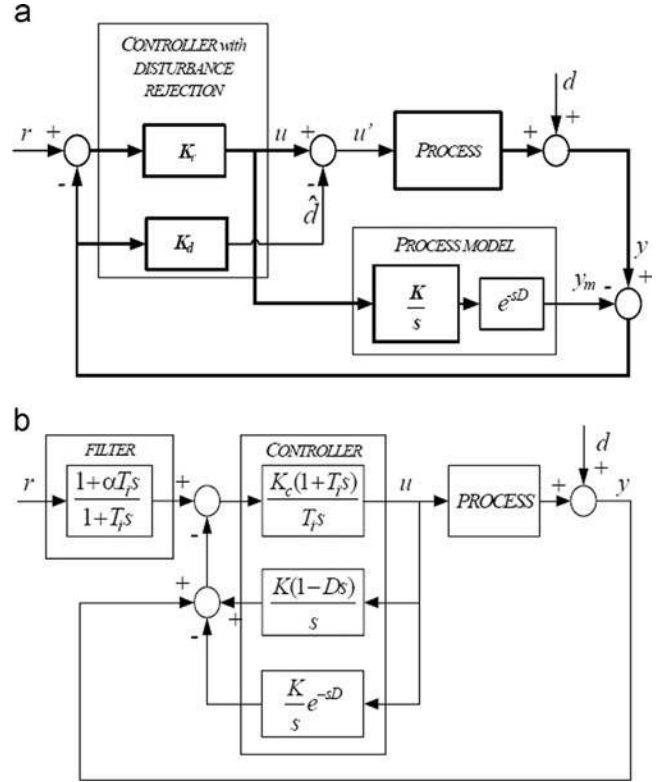 a
CONTROLLER with
DISTURBANCE
REJECTION
d
+
r + K_r u + u' PROCESS + 
- -
d̂
K_d
PROCESS MODEL
y
K/s e^{-sD} y_m - +
b
FILTER CONTROLLER d
r (1+αT_i s)/(1+T_i s) + K_c(1+T_i s)/(T_i s) u PROCESS + + y
-
+ K(1-Ds)/s
+
-
K/s e^{-sD}